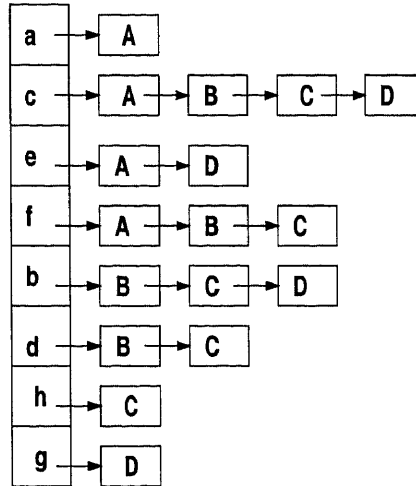 a A
c A B C D
e A D
f A B C
b B C D
d B C
h C
g D